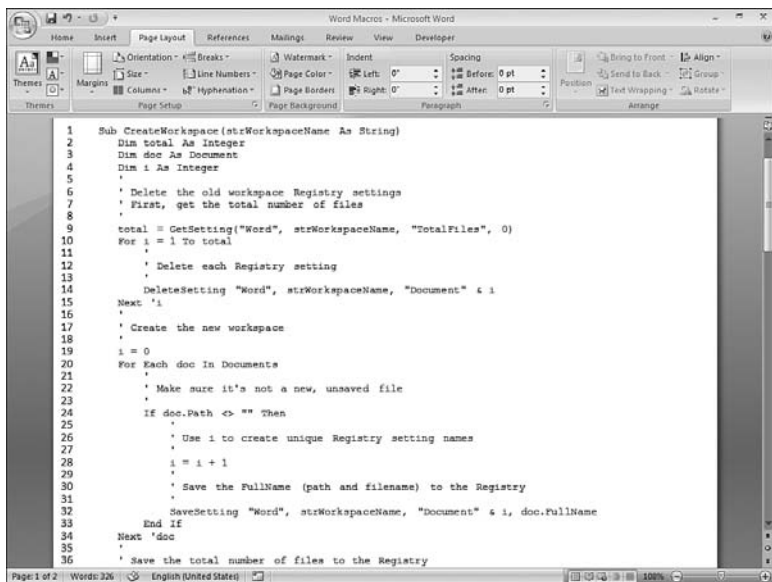 Word Macros - Microsoft Word
Home Insert Page Layout References Mailings Review View Developer
Themes
Margins
Orientation
Size
Columns
Breaks
Line Numbers
Hyphenation
Watermark
Page Color
Page Borders
Indent
Left: 0"
Right: 0"
Spacing
Before: 0 pt
After: 0 pt
Position
Bring to Front
Send to Back
Text Wrapping
Align
Group
Rotate
Themes Page Setup Page Background Paragraph Arrange
1 Sub CreateWorkspace(strWorkspaceName As String)
2 Dim total As Integer
3 Dim doc As Document
4 Dim i As Integer
5 '
6 ' Delete the old workspace Registry settings
7 ' First, get the total number of files
8 '
9 total = GetSetting("Word", strWorkspaceName, "TotalFiles", 0)
10 For i = 1 To total
11 '
12 ' Delete each Registry setting
13 '
14 DeleteSetting "Word", strWorkspaceName, "Document" & i
15 Next 'i
16 '
17 ' Create the new workspace
18 '
19 i = 0
20 For Each doc In Documents
21 '
22 ' Make sure it's not a new, unsaved file
23 '
24 If doc.Path <> "" Then
25 '
26 ' Use i to create unique Registry setting names
27 '
28 i = i + 1
29 '
30 ' Save the FullName (path and filename) to the Registry
31 '
32 SaveSetting "Word", strWorkspaceName, "Document" & i, doc.FullName
33 End If
34 Next 'doc
35 '
36 ' Save the total number of files to the Registry
Page: 1 of 2 Words: 326 English (United States) 100%